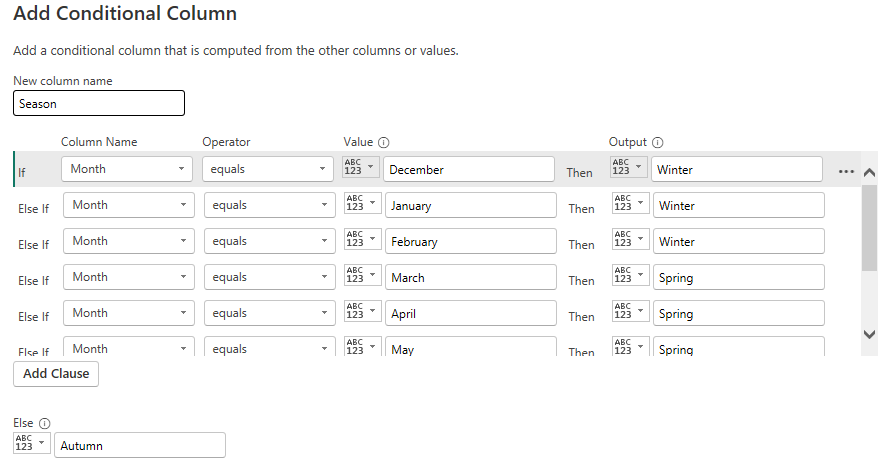 Add Conditional Column
Add a conditional column that is computed from the other columns or values.
New column name
Season
Column Name Operator Value Output
If Month equals ABC 123 December Then ABC 123 Winter ...
Else If Month equals ABC 123 January Then ABC 123 Winter
Else If Month equals ABC 123 February Then ABC 123 Winter
Else If Month equals ABC 123 March Then ABC 123 Spring
Else If Month equals ABC 123 April Then ABC 123 Spring
Else If Month equals ABC 123 May Then ABC 123 Spring
Add Clause
Else
ABC 123 Autumn